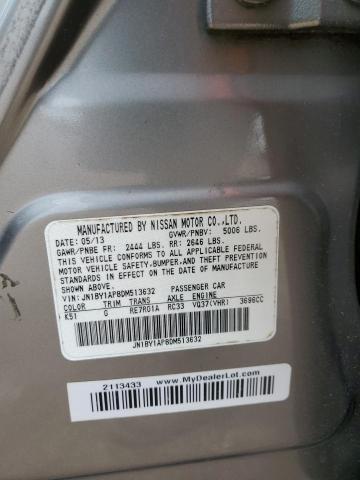 MANUFACTURED BY NISSAN MOTOR CO.,LTD.
DATE: 05/13 GVWR/PNBV: 5006 LBS.
GAWR/PNBE FR: 2444 LBS. RR: 2646 LBS.
THIS VEHICLE CONFORMS TO ALL APPLICABLE FEDERAL
MOTOR VEHICLE SAFETY,BUMPER,AND THEFT
PREVENTION STANDARDS IN EFFECT ON THE DATE OF
MANUFACTURE SHOWN ABOVE.
VIN: JN1BY1AP8DM513632 PASSENGER CAR
COLOR TRIM TRANS AXLE ENGINE
K51 G RE7R01A RC33 VQ37(VHR) 3696CC
JN1BY1AP8DM513632
2113433
www.MyDealerLot.com